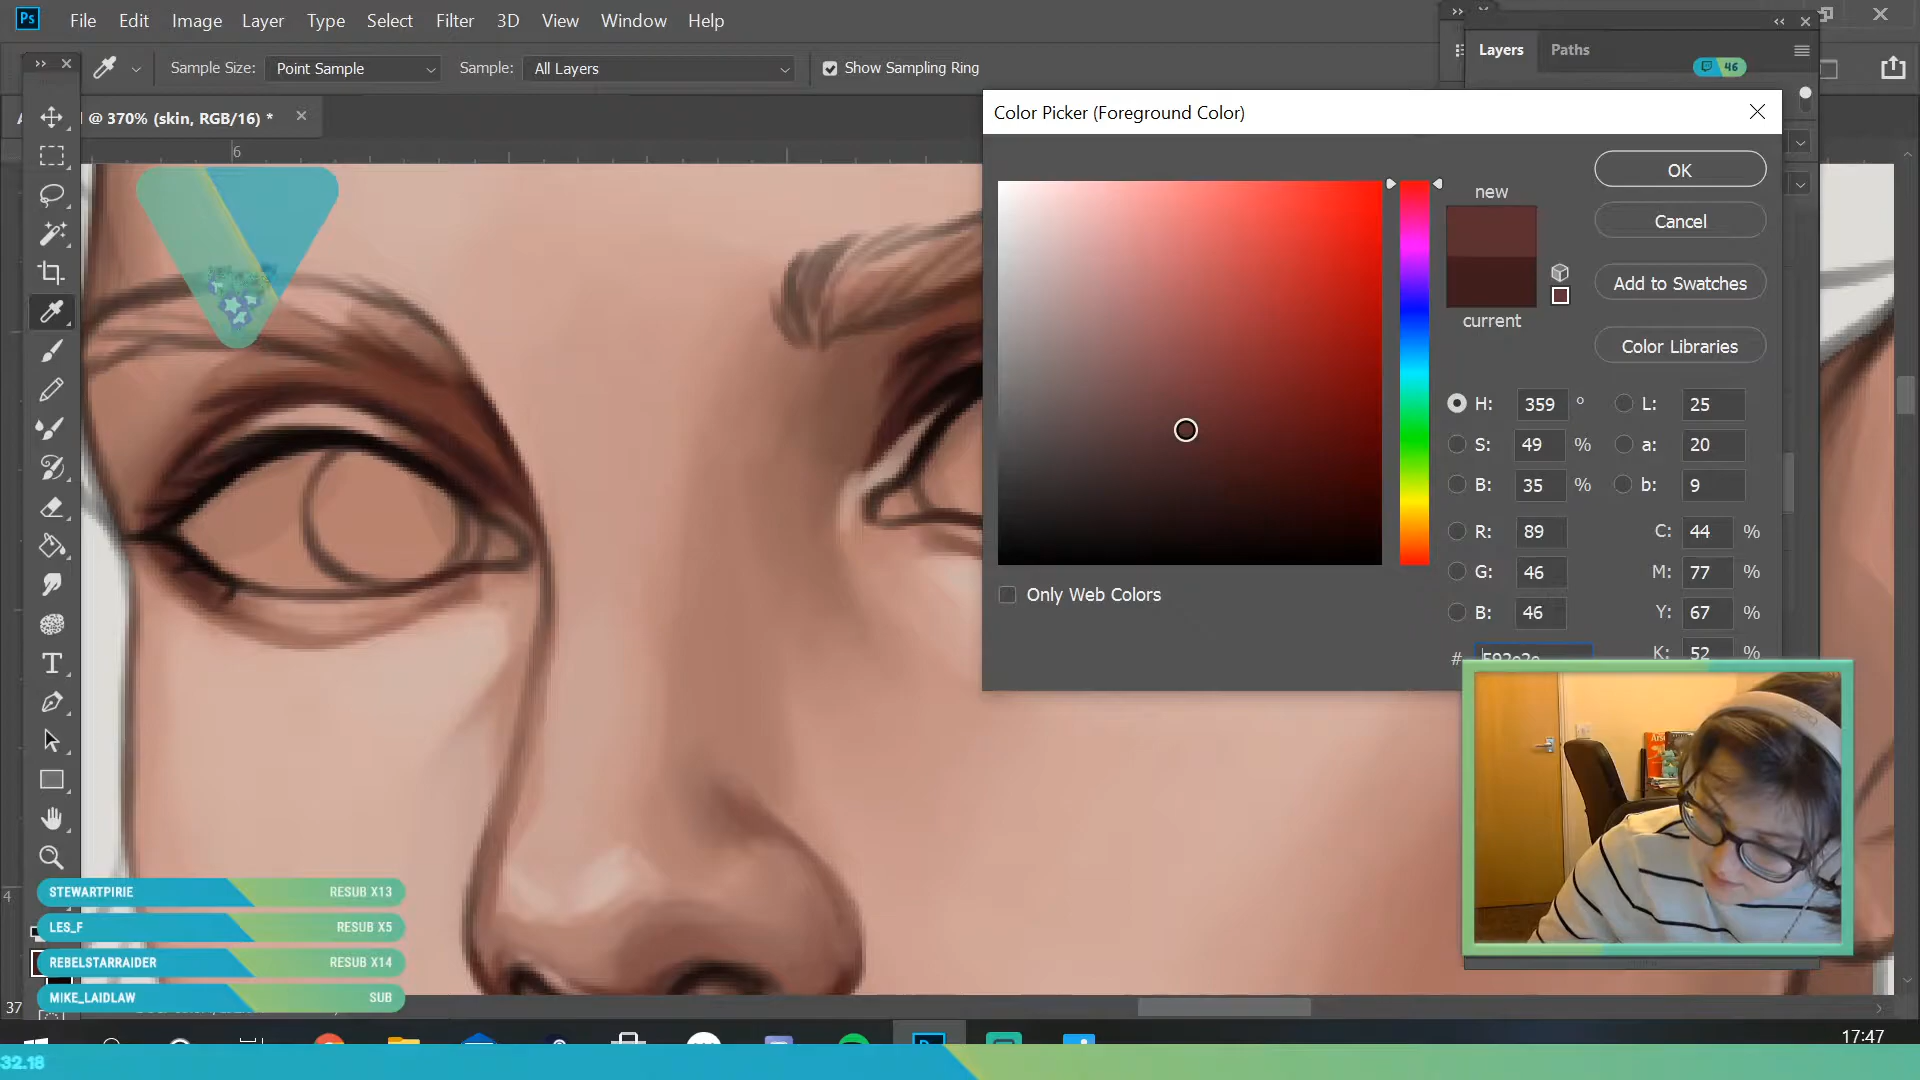 Ps File Edit Image Layer Type Select Filter 3D View Window Help
Sample Size: Point Sample Sample: All Layers Show Sampling Ring
Layers Paths
46
@ 370% (skin, RGB/16) *
6
Color Picker (Foreground Color)
OK
new
Cancel
Add to Swatches
current
Color Libraries
H: 359 ° L: 25
S: 49 % a: 20
B: 35 % b: 9
R: 89 C: 44 %
G: 46 M: 77 %
B: 46 Y: 67 %
# 592e2e K: 52 %
Only Web Colors
4
STEWARTPIRIE RESUB X13
LES_F RESUB X5
REBELSTARRAIDER RESUB X14
MIKE_LAIDLAW SUB
37
17:47
32.18